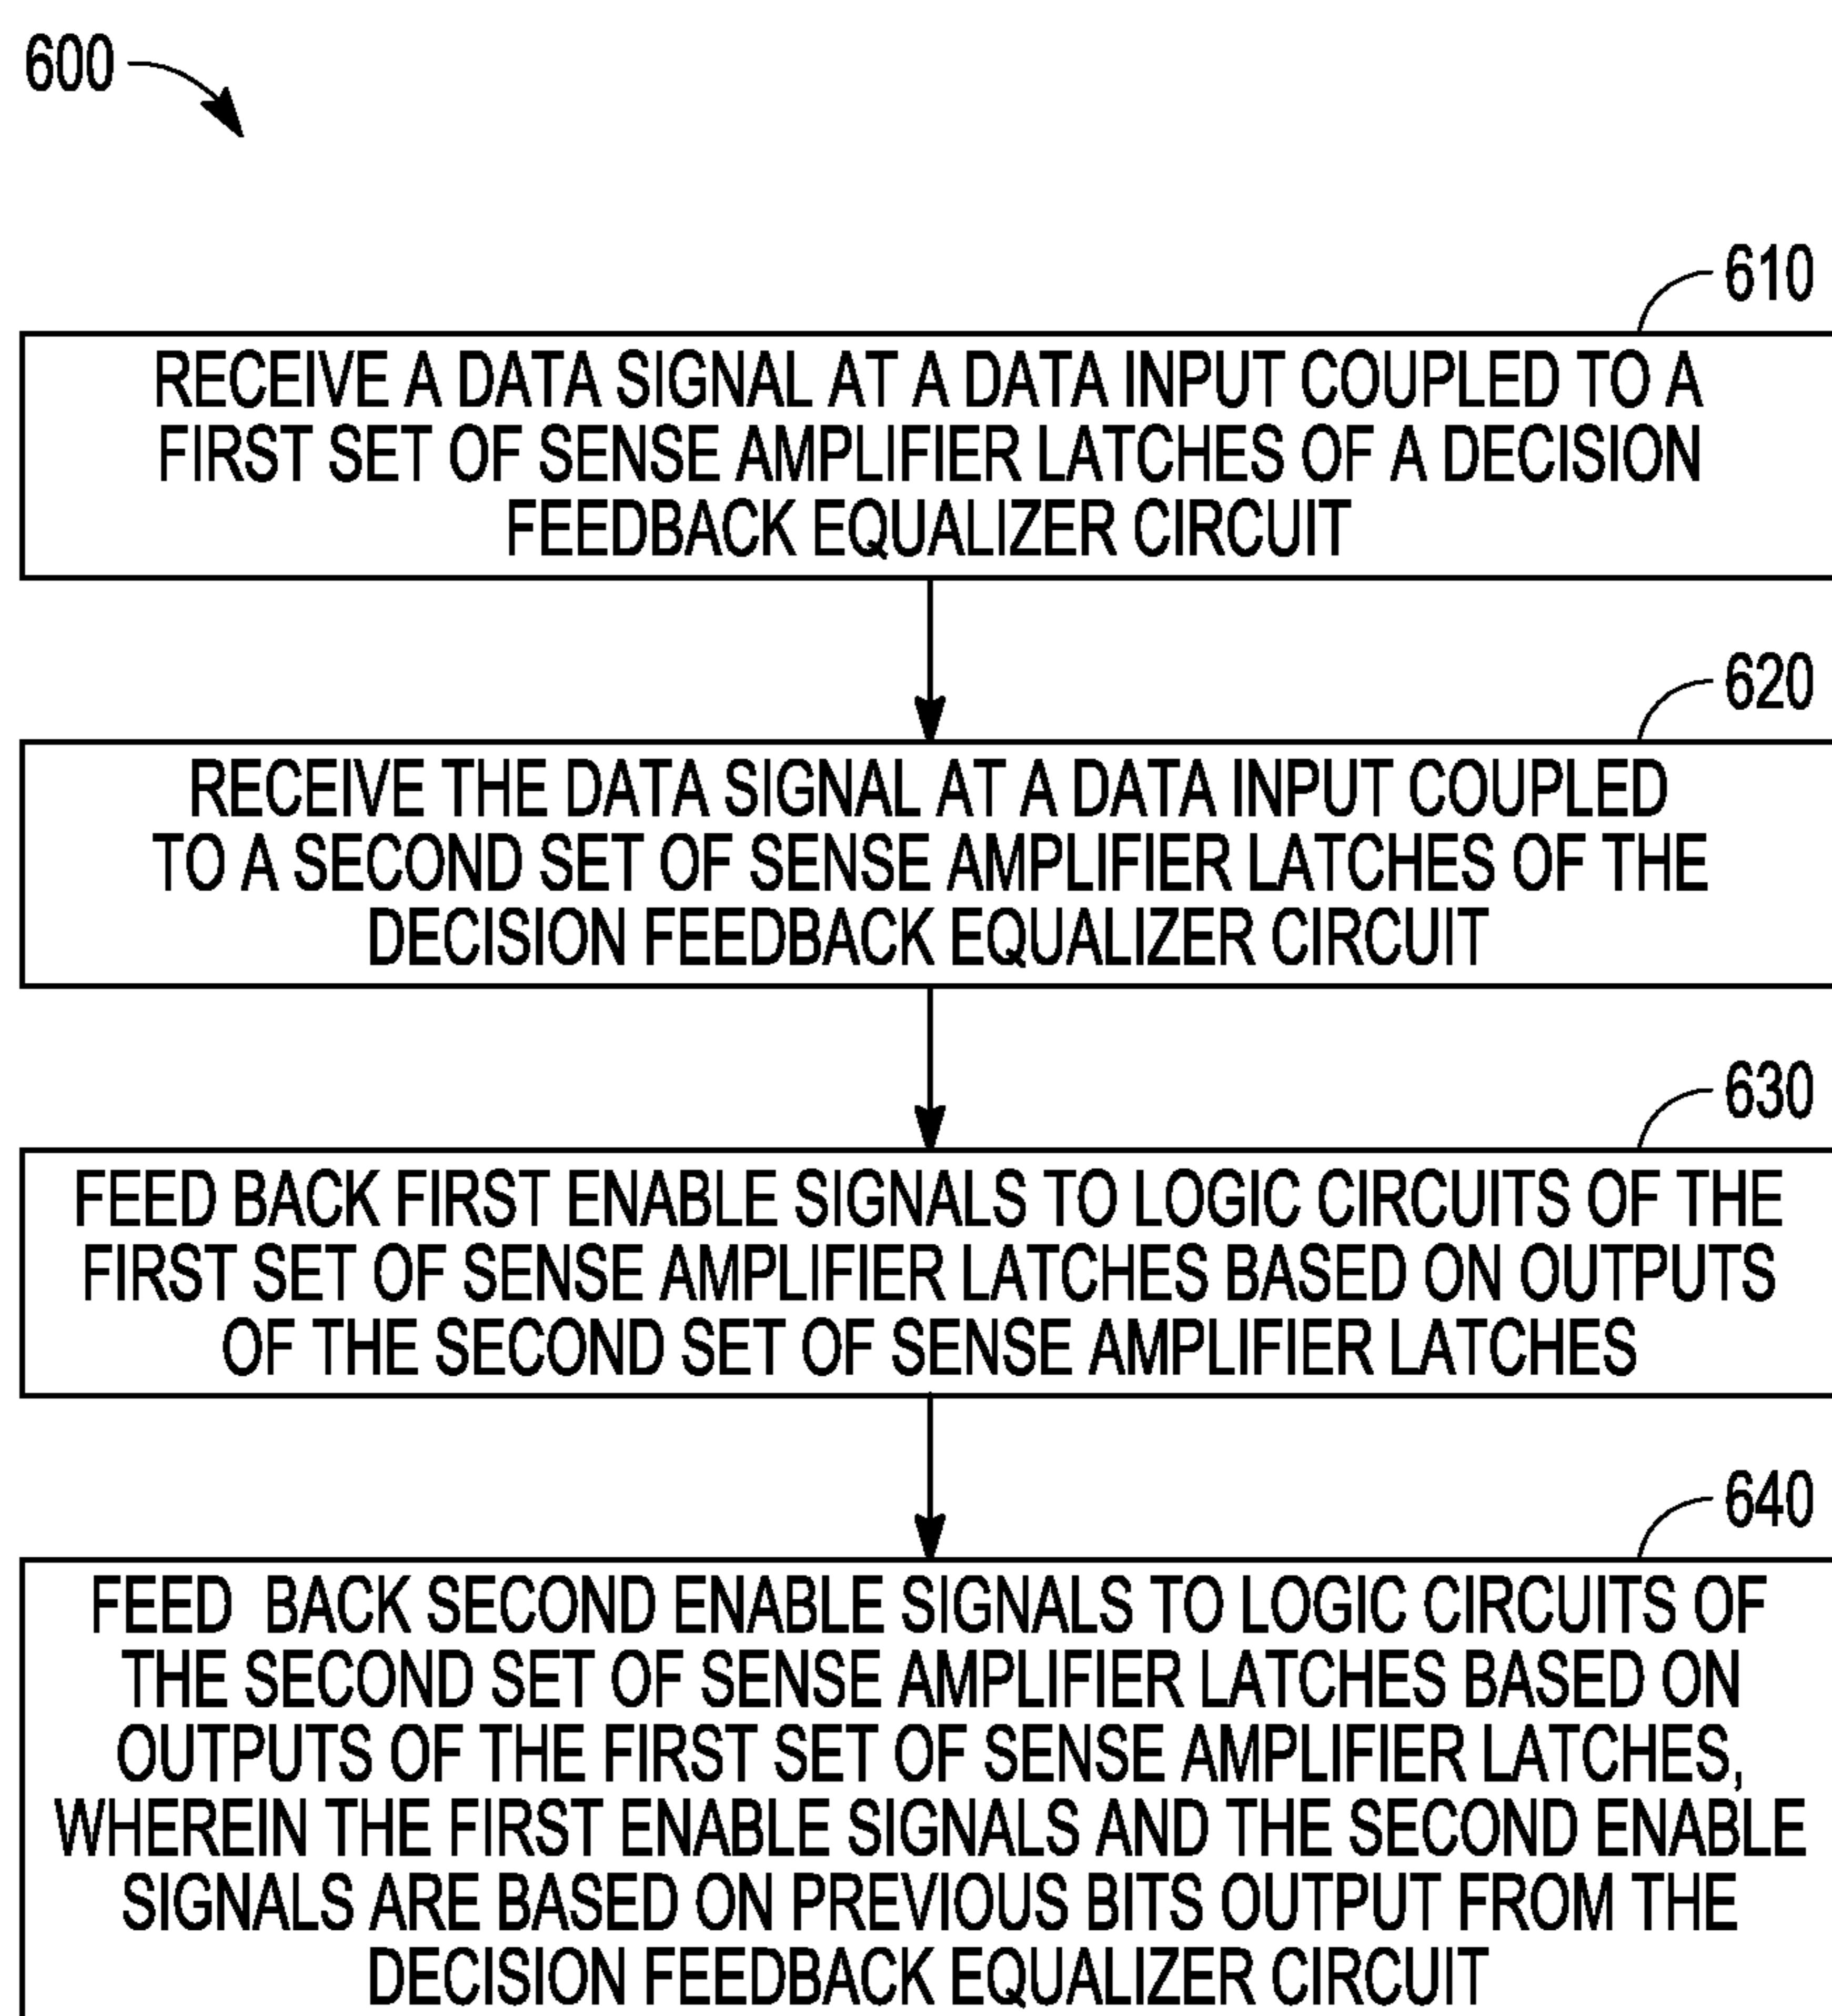 600
610
RECEIVE A DATA SIGNAL AT A DATA INPUT COUPLED TO A
FIRST SET OF SENSE AMPLIFIER LATCHES OF A DECISION
FEEDBACK EQUALIZER CIRCUIT
620
RECEIVE THE DATA SIGNAL AT A DATA INPUT COUPLED
TO A SECOND SET OF SENSE AMPLIFIER LATCHES OF THE
DECISION FEEDBACK EQUALIZER CIRCUIT
630
FEED BACK FIRST ENABLE SIGNALS TO LOGIC CIRCUITS OF THE
FIRST SET OF SENSE AMPLIFIER LATCHES BASED ON OUTPUTS
OF THE SECOND SET OF SENSE AMPLIFIER LATCHES
640
FEED BACK SECOND ENABLE SIGNALS TO LOGIC CIRCUITS OF
THE SECOND SET OF SENSE AMPLIFIER LATCHES BASED ON
OUTPUTS OF THE FIRST SET OF SENSE AMPLIFIER LATCHES,
WHEREIN THE FIRST ENABLE SIGNALS AND THE SECOND ENABLE
SIGNALS ARE BASED ON PREVIOUS BITS OUTPUT FROM THE
DECISION FEEDBACK EQUALIZER CIRCUIT